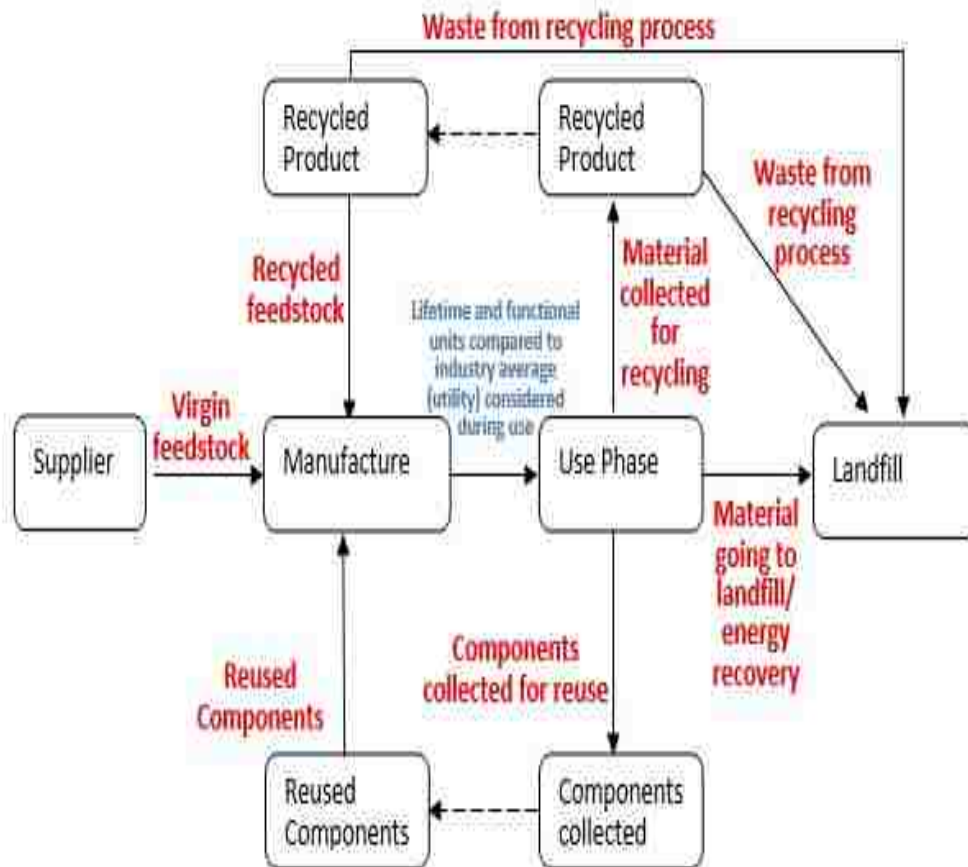 Waste from recycling process
Recycled
Product
Recycled
Product
Waste from
recycling
process
Recycled
feedstock
Material
collected
for
recycling
Lifetime and functional
units compared to
industry average
(utility) considered
during use
Virgin
feedstock
Supplier
Manufacture
Use Phase
Landfill
Material
going to
landfill/
energy
recovery
Reused
Components
Components
collected for reuse
Reused
Components
Components
collected